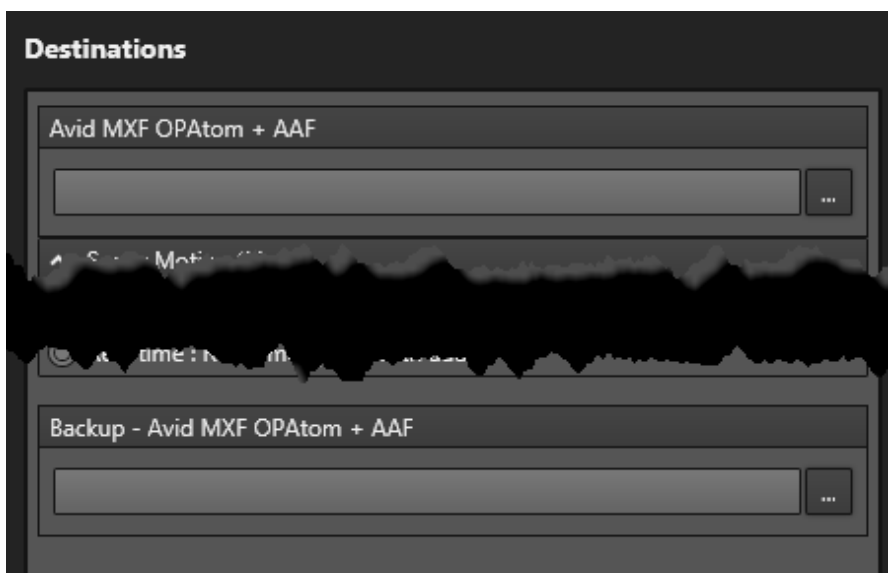 Destinations
Avid MXF OPAtom + AAF
...
Backup - Avid MXF OPAtom + AAF
...